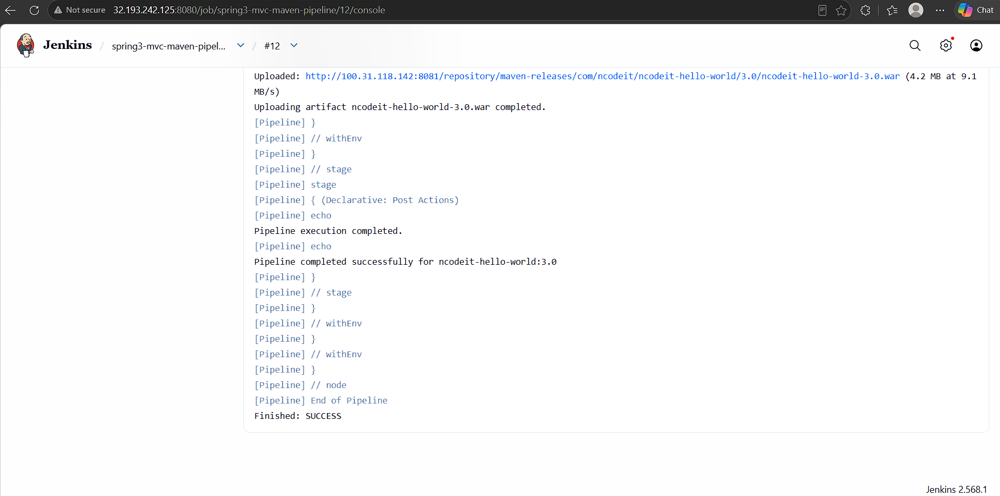 Not secure 32.193.242.125:8080/job/spring3-mvc-maven-pipeline/12/console Chat
Jenkins / spring3-mvc-maven-pipel... / #12
Uploaded: http://100.31.118.142:8081/repository/maven-releases/com/ncodeit/ncodeit-hello-world/3.0/ncodeit-hello-world-3.0.war (4.2 MB at 9.1
MB/s)
Uploading artifact ncodeit-hello-world-3.0.war completed.
[Pipeline] }
[Pipeline] // withEnv
[Pipeline] }
[Pipeline] // stage
[Pipeline] stage
[Pipeline] { (Declarative: Post Actions)
[Pipeline] echo
Pipeline execution completed.
[Pipeline] echo
Pipeline completed successfully for ncodeit-hello-world:3.0
[Pipeline] }
[Pipeline] // stage
[Pipeline] }
[Pipeline] // withEnv
[Pipeline] }
[Pipeline] // withEnv
[Pipeline] }
[Pipeline] // node
[Pipeline] End of Pipeline
Finished: SUCCESS
Jenkins 2.568.1